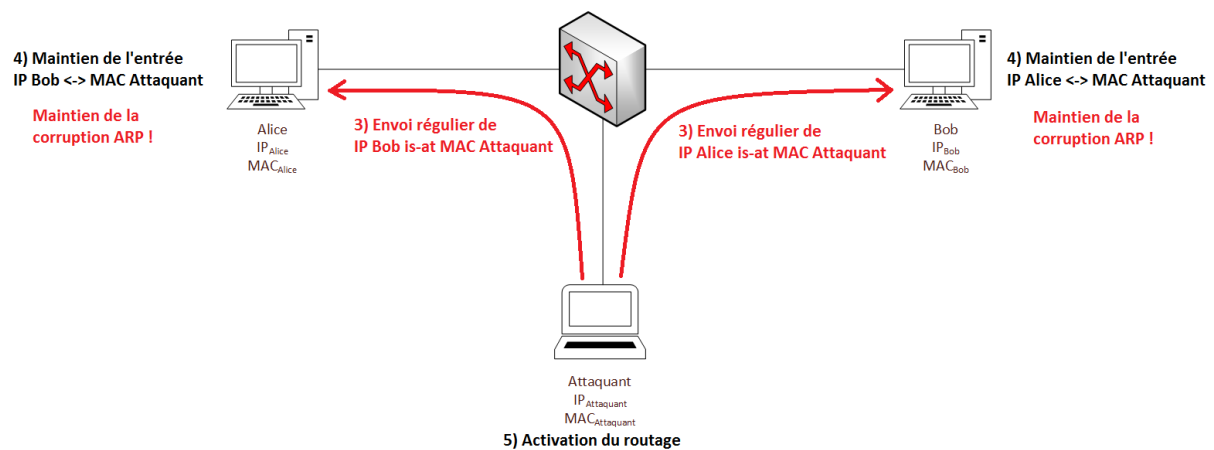 4) Maintien de l'entrée
IP Bob <-> MAC Attaquant
Maintien de la
corruption ARP !
Alice
IPAlice
MACAlice
3) Envoi régulier de
IP Bob is-at MAC Attaquant
3) Envoi régulier de
IP Alice is-at MAC Attaquant
4) Maintien de l'entrée
IP Alice <-> MAC Attaquant
Maintien de la
corruption ARP !
Bob
IPBob
MACBob
Attaquant
IPAttaquant
MACAttaquant
5) Activation du routage